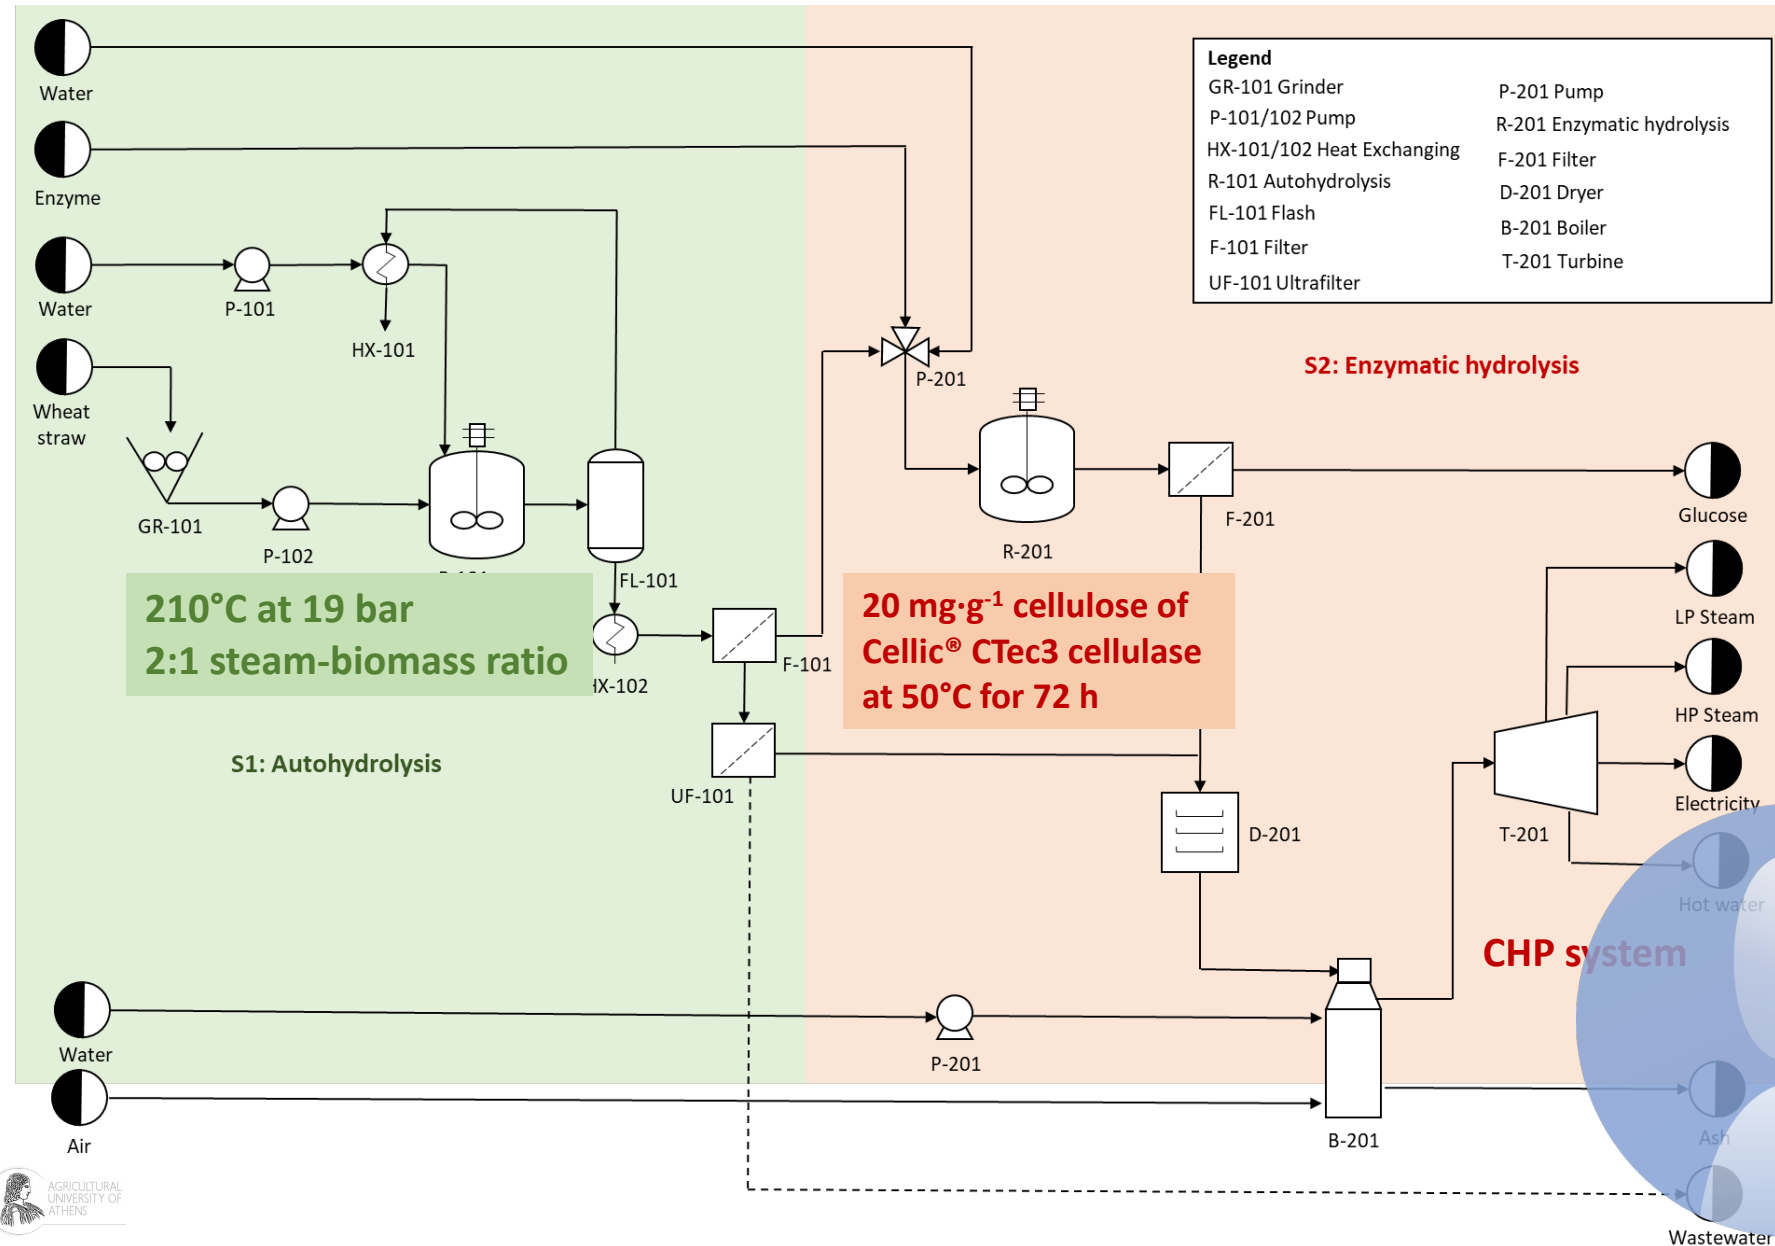 Water
Enzyme
Water
P-101
HX-101
Wheat
straw
GR-101
P-102
FL-101
210°C at 19 bar
2:1 steam-biomass ratio
HX-102
F-101
UF-101
S1: Autohydrolysis
Legend
GR-101 Grinder
P-101/102 Pump
HX-101/102 Heat Exchanging
R-101 Autohydrolysis
FL-101 Flash
F-101 Filter
UF-101 Ultrafilter
P-201 Pump
R-201 Enzymatic hydrolysis
F-201 Filter
D-201 Dryer
B-201 Boiler
T-201 Turbine
P-201
S2: Enzymatic hydrolysis
R-201
F-201
Glucose
20 mg·g⁻¹ cellulose of
Cellic® CTec3 cellulase
at 50°C for 72 h
LP Steam
HP Steam
Electricity
T-201
D-201
Hot water
CHP system
Water
P-201
Air
B-201
Ash
Wastewater
AGRICULTURAL
UNIVERSITY OF
ATHENS